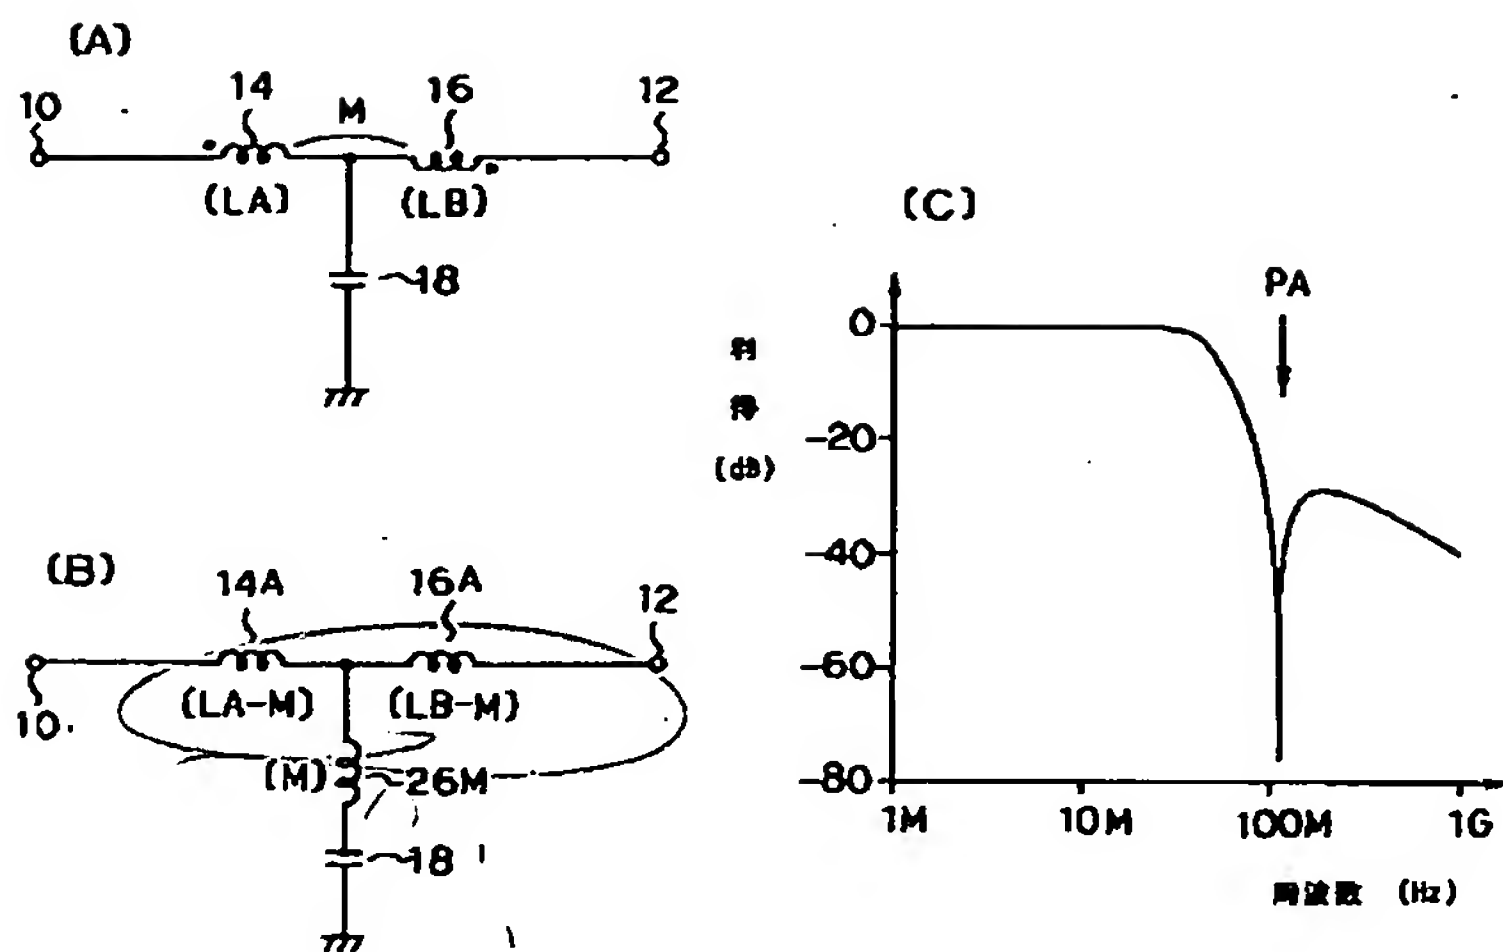 (A)
10
14
M
16
12
(LA)
(LB)
18
(B)
14A
16A
12
10
(LA-M)
(LB-M)
(M)
26M
18
(C)
PA
利得
(dB)
0
-20
-40
-60
-80
1M
10M
100M
1G
周波数 (Hz)